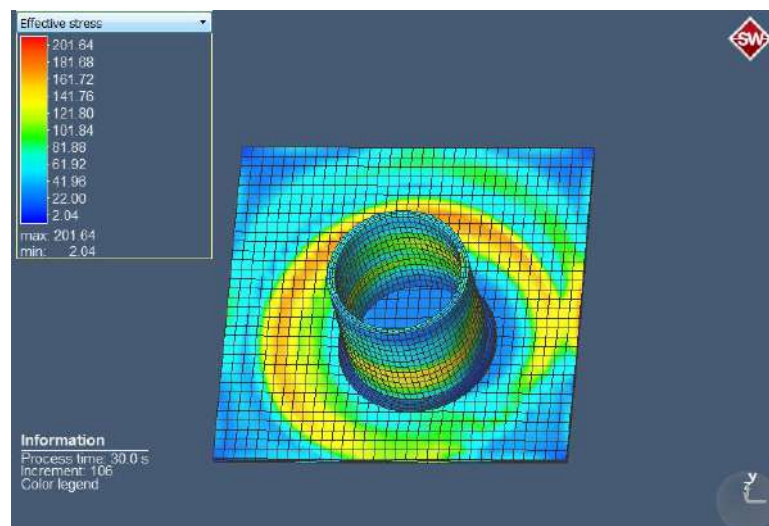 Effective stress
201.64
181.68
161.72
141.76
121.80
101.84
81.88
61.92
41.96
22.00
2.04
max: 201.64
min: 2.04
SW
Information
Process time: 30.0 s
Increment: 106
Color legend
y
z